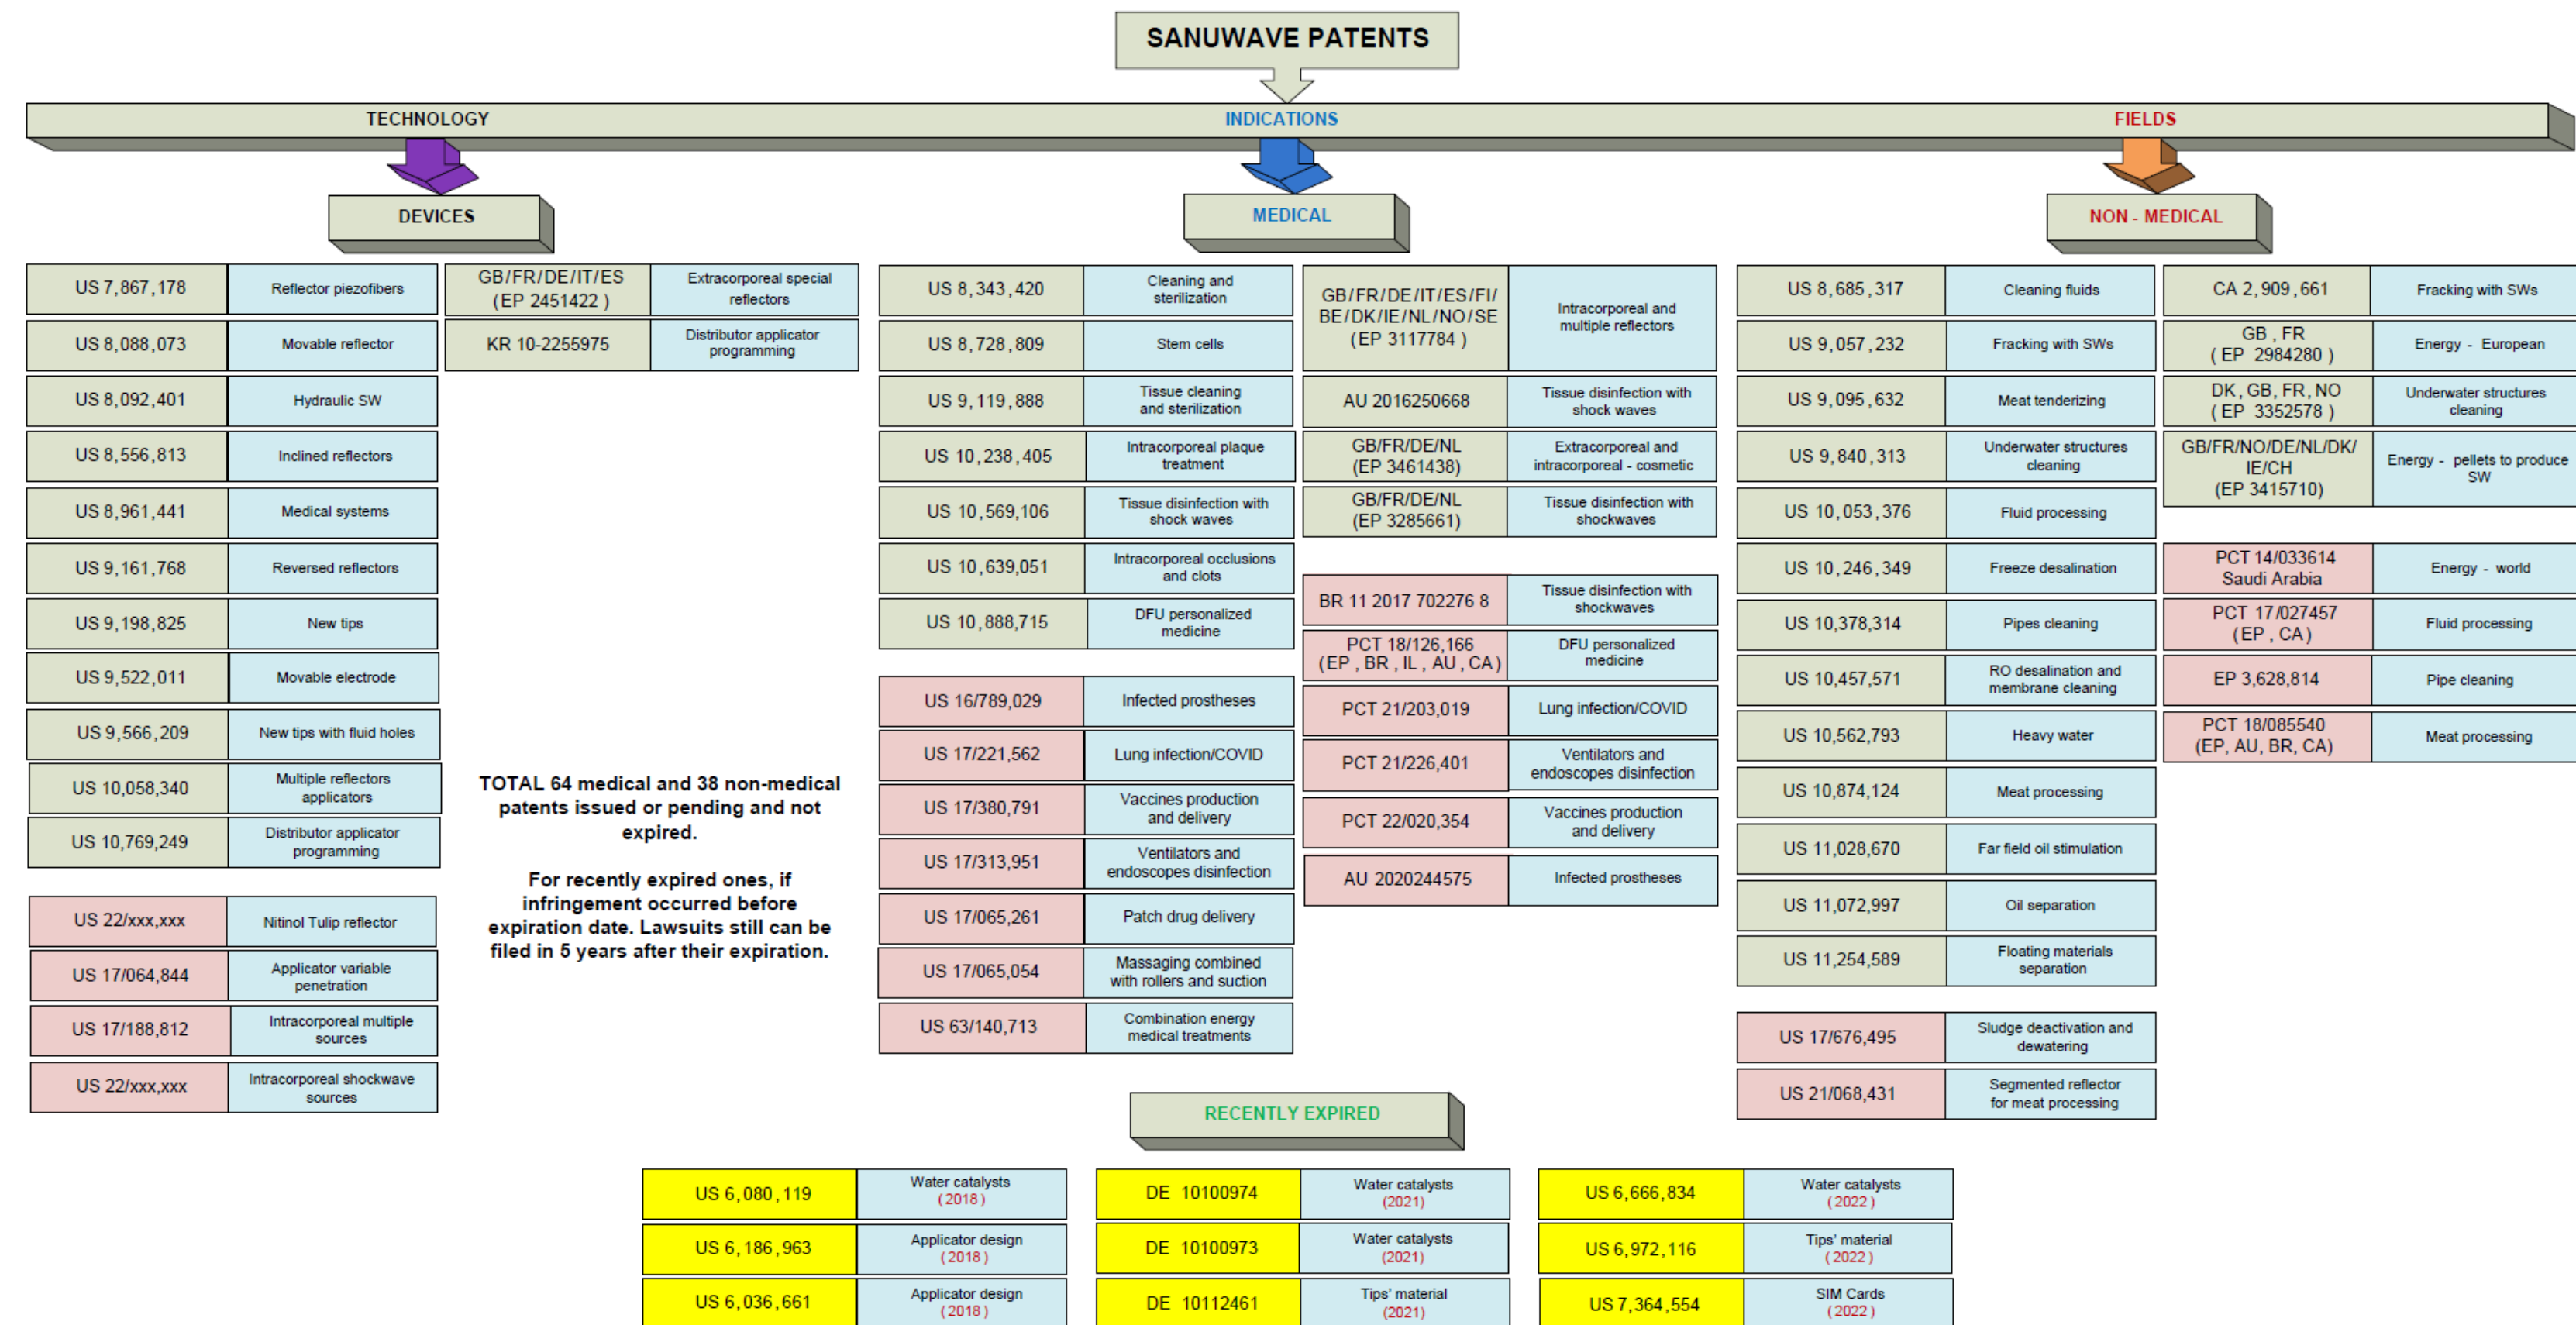 SANUWAVE PATENTS
TECHNOLOGY
INDICATIONS
FIELDS
DEVICES
MEDICAL
NON - MEDICAL
US 7,867,178
Reflector piezofibers
US 8,088,073
Movable reflector
US 8,092,401
Hydraulic SW
US 8,556,813
Inclined reflectors
US 8,961,441
Medical systems
US 9,161,768
Reversed reflectors
US 9,198,825
New tips
US 9,522,011
Movable electrode
US 9,566,209
New tips with fluid holes
US 10,058,340
Multiple reflectors
applicators
US 10,769,249
Distributor applicator
programming
US 22/xxx,xxx
Nitinol Tulip reflector
US 17/064,844
Applicator variable
penetration
US 17/188,812
Intracorporeal multiple
sources
US 22/xxx,xxx
Intracorporeal shockwave
sources
GB/FR/DE/IT/ES
(EP 2451422 )
Extracorporeal special
reflectors
KR 10-2255975
Distributor applicator
programming
TOTAL 64 medical and 38 non-medical
patents issued or pending and not
expired.
For recently expired ones, if
infringement occurred before
expiration date. Lawsuits still can be
filed in 5 years after their expiration.
US 8,343,420
Cleaning and
sterilization
US 8,728,809
Stem cells
US 9,119,888
Tissue cleaning
and sterilization
US 10,238,405
Intracorporeal plaque
treatment
US 10,569,106
Tissue disinfection with
shock waves
US 10,639,051
Intracorporeal occlusions
and clots
US 10,888,715
DFU personalized
medicine
US 16/789,029
Infected prostheses
US 17/221,562
Lung infection/COVID
US 17/380,791
Vaccines production
and delivery
US 17/313,951
Ventilators and
endoscopes disinfection
US 17/065,261
Patch drug delivery
US 17/065,054
Massaging combined
with rollers and suction
US 63/140,713
Combination energy
medical treatments
GB/FR/DE/IT/ES/FI/
BE/DK/IE/NL/NO/SE
(EP 3117784 )
Intracorporeal and
multiple reflectors
AU 2016250668
Tissue disinfection with
shock waves
GB/FR/DE/NL
(EP 3461438)
Extracorporeal and
intracorporeal - cosmetic
GB/FR/DE/NL
(EP 3285661)
Tissue disinfection with
shockwaves
BR 11 2017 702276 8
Tissue disinfection with
shockwaves
PCT 18/126,166
(EP , BR , IL , AU , CA)
DFU personalized
medicine
PCT 21/203,019
Lung infection/COVID
PCT 21/226,401
Ventilators and
endoscopes disinfection
PCT 22/020,354
Vaccines production
and delivery
AU 2020244575
Infected prostheses
US 8,685,317
Cleaning fluids
US 9,057,232
Fracking with SWs
US 9,095,632
Meat tenderizing
US 9,840,313
Underwater structures
cleaning
US 10,053,376
Fluid processing
US 10,246,349
Freeze desalination
US 10,378,314
Pipes cleaning
US 10,457,571
RO desalination and
membrane cleaning
US 10,562,793
Heavy water
US 10,874,124
Meat processing
US 11,028,670
Far field oil stimulation
US 11,072,997
Oil separation
US 11,254,589
Floating materials
separation
US 17/676,495
Sludge deactivation and
dewatering
US 21/068,431
Segmented reflector
for meat processing
CA 2,909,661
Fracking with SWs
GB , FR
( EP 2984280 )
Energy - European
DK, GB, FR, NO
( EP 3352578 )
Underwater structures
cleaning
GB/FR/NO/DE/NL/DK/
IE/CH
(EP 3415710)
Energy - pellets to produce
SW
PCT 14/033614
Saudi Arabia
Energy - world
PCT 17/027457
(EP , CA)
Fluid processing
EP 3,628,814
Pipe cleaning
PCT 18/085540
(EP, AU, BR, CA)
Meat processing
RECENTLY EXPIRED
US 6,080,119
Water catalysts
( 2018 )
US 6,186,963
Applicator design
( 2018 )
US 6,036,661
Applicator design
( 2018 )
DE 10100974
Water catalysts
(2021)
DE 10100973
Water catalysts
(2021)
DE 10112461
Tips' material
(2021)
US 6,666,834
Water catalysts
( 2022 )
US 6,972,116
Tips' material
( 2022 )
US 7,364,554
SIM Cards
( 2022 )